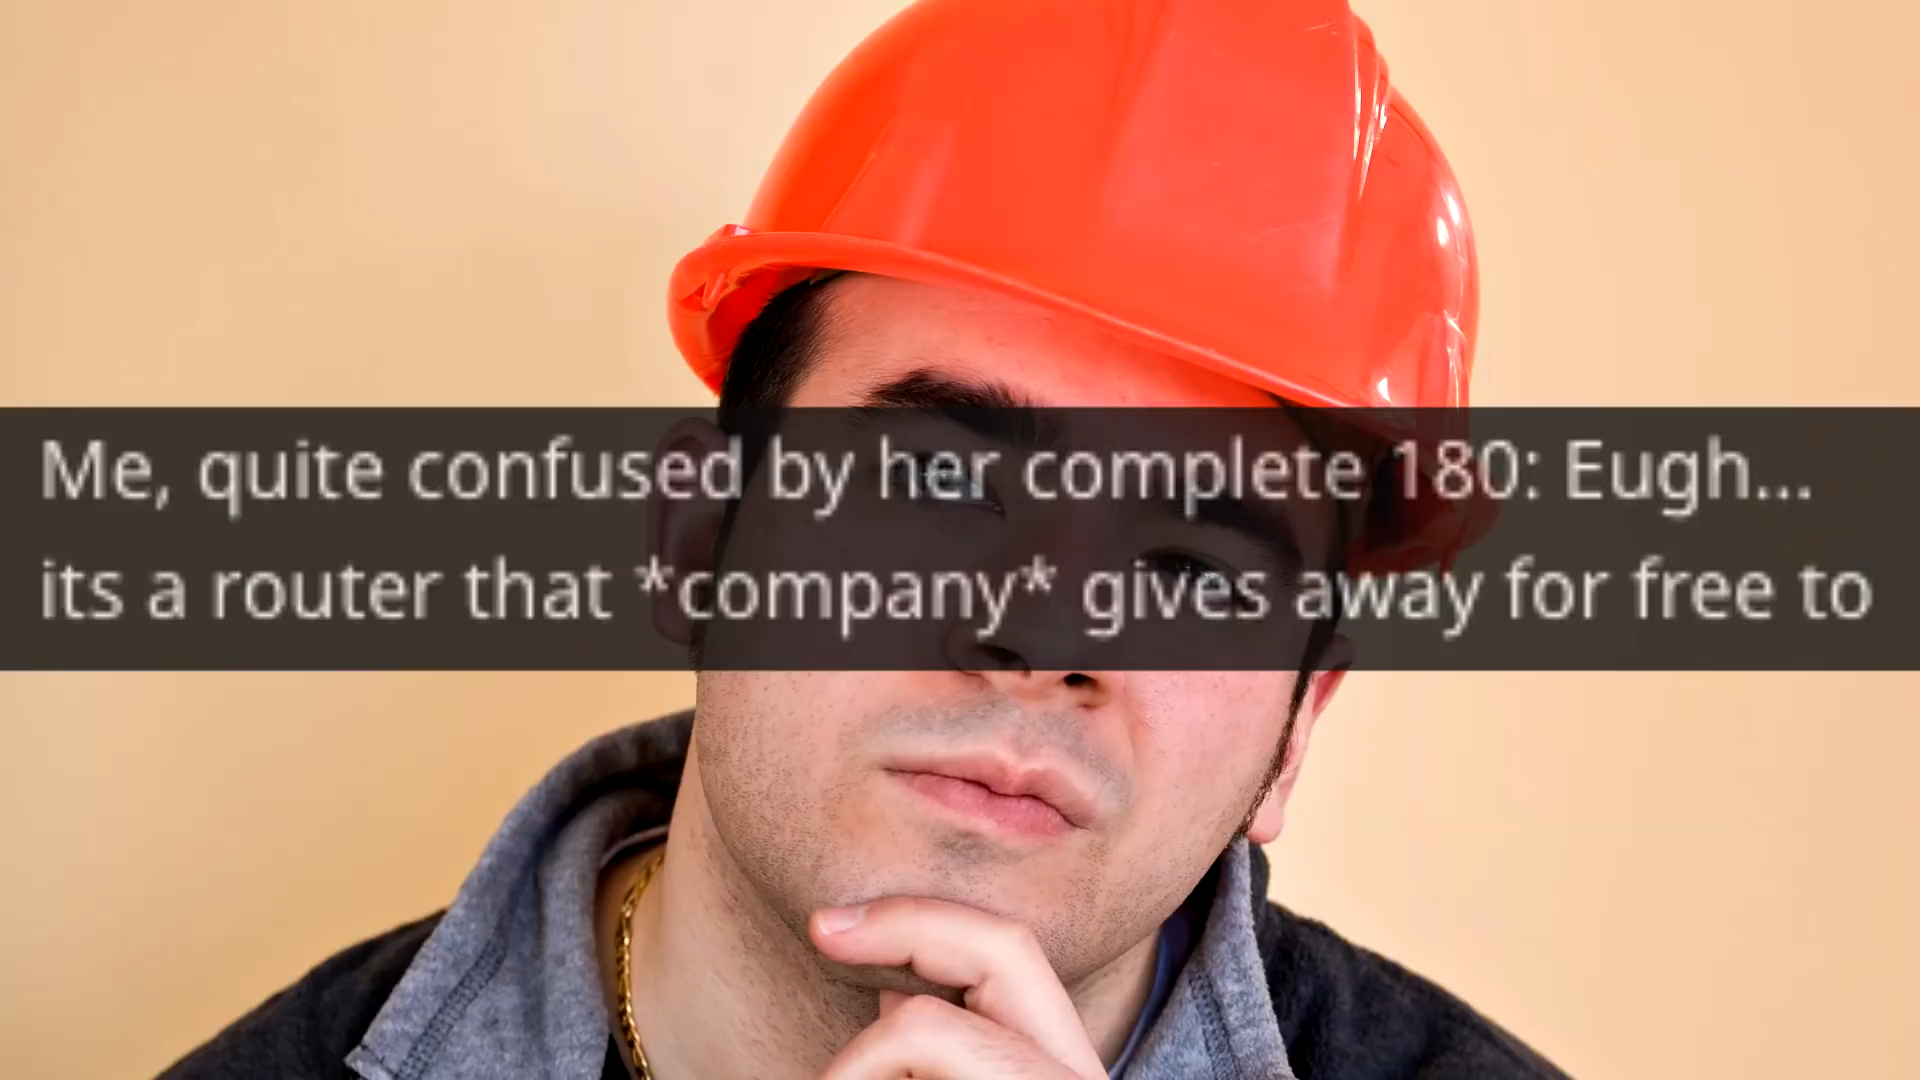 Me, quite confused by her complete 180: Eugh...
its a router that *company* gives away for free to